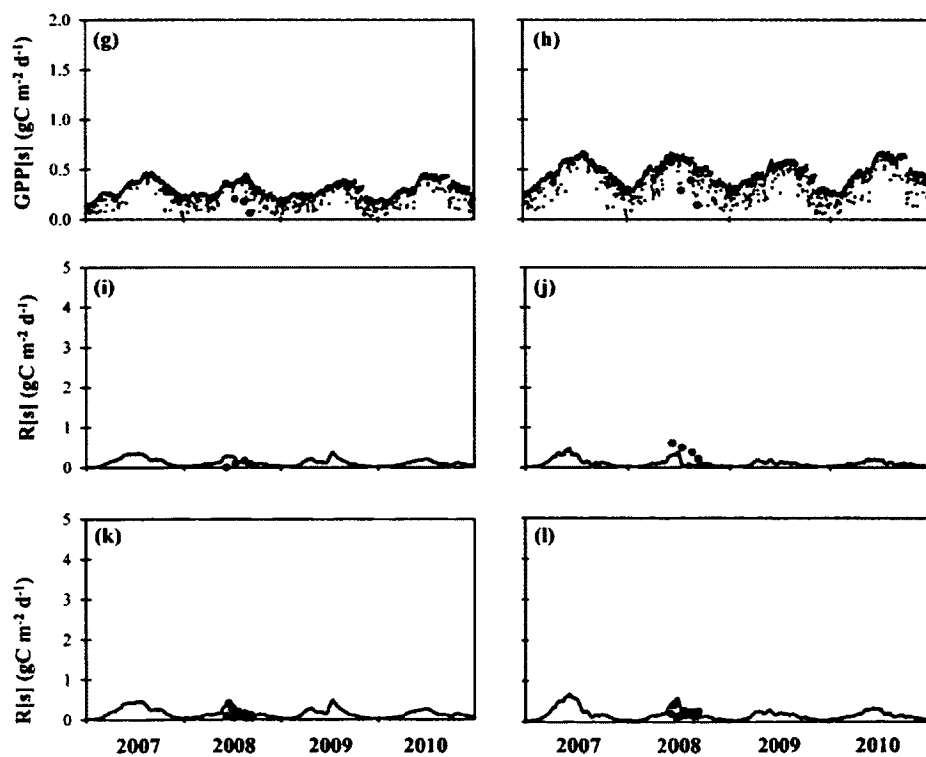 (g)
(h)
GPP[s] (gC m-2 d-1)
2.0
1.5
1.0
0.5
0.0
(i)
(j)
R[s] (gC m-2 d-1)
5
4
3
2
1
0
(k)
(l)
R[s] (gC m-2 d-1)
5
4
3
2
1
0
2007 2008 2009 2010
2007 2008 2009 2010